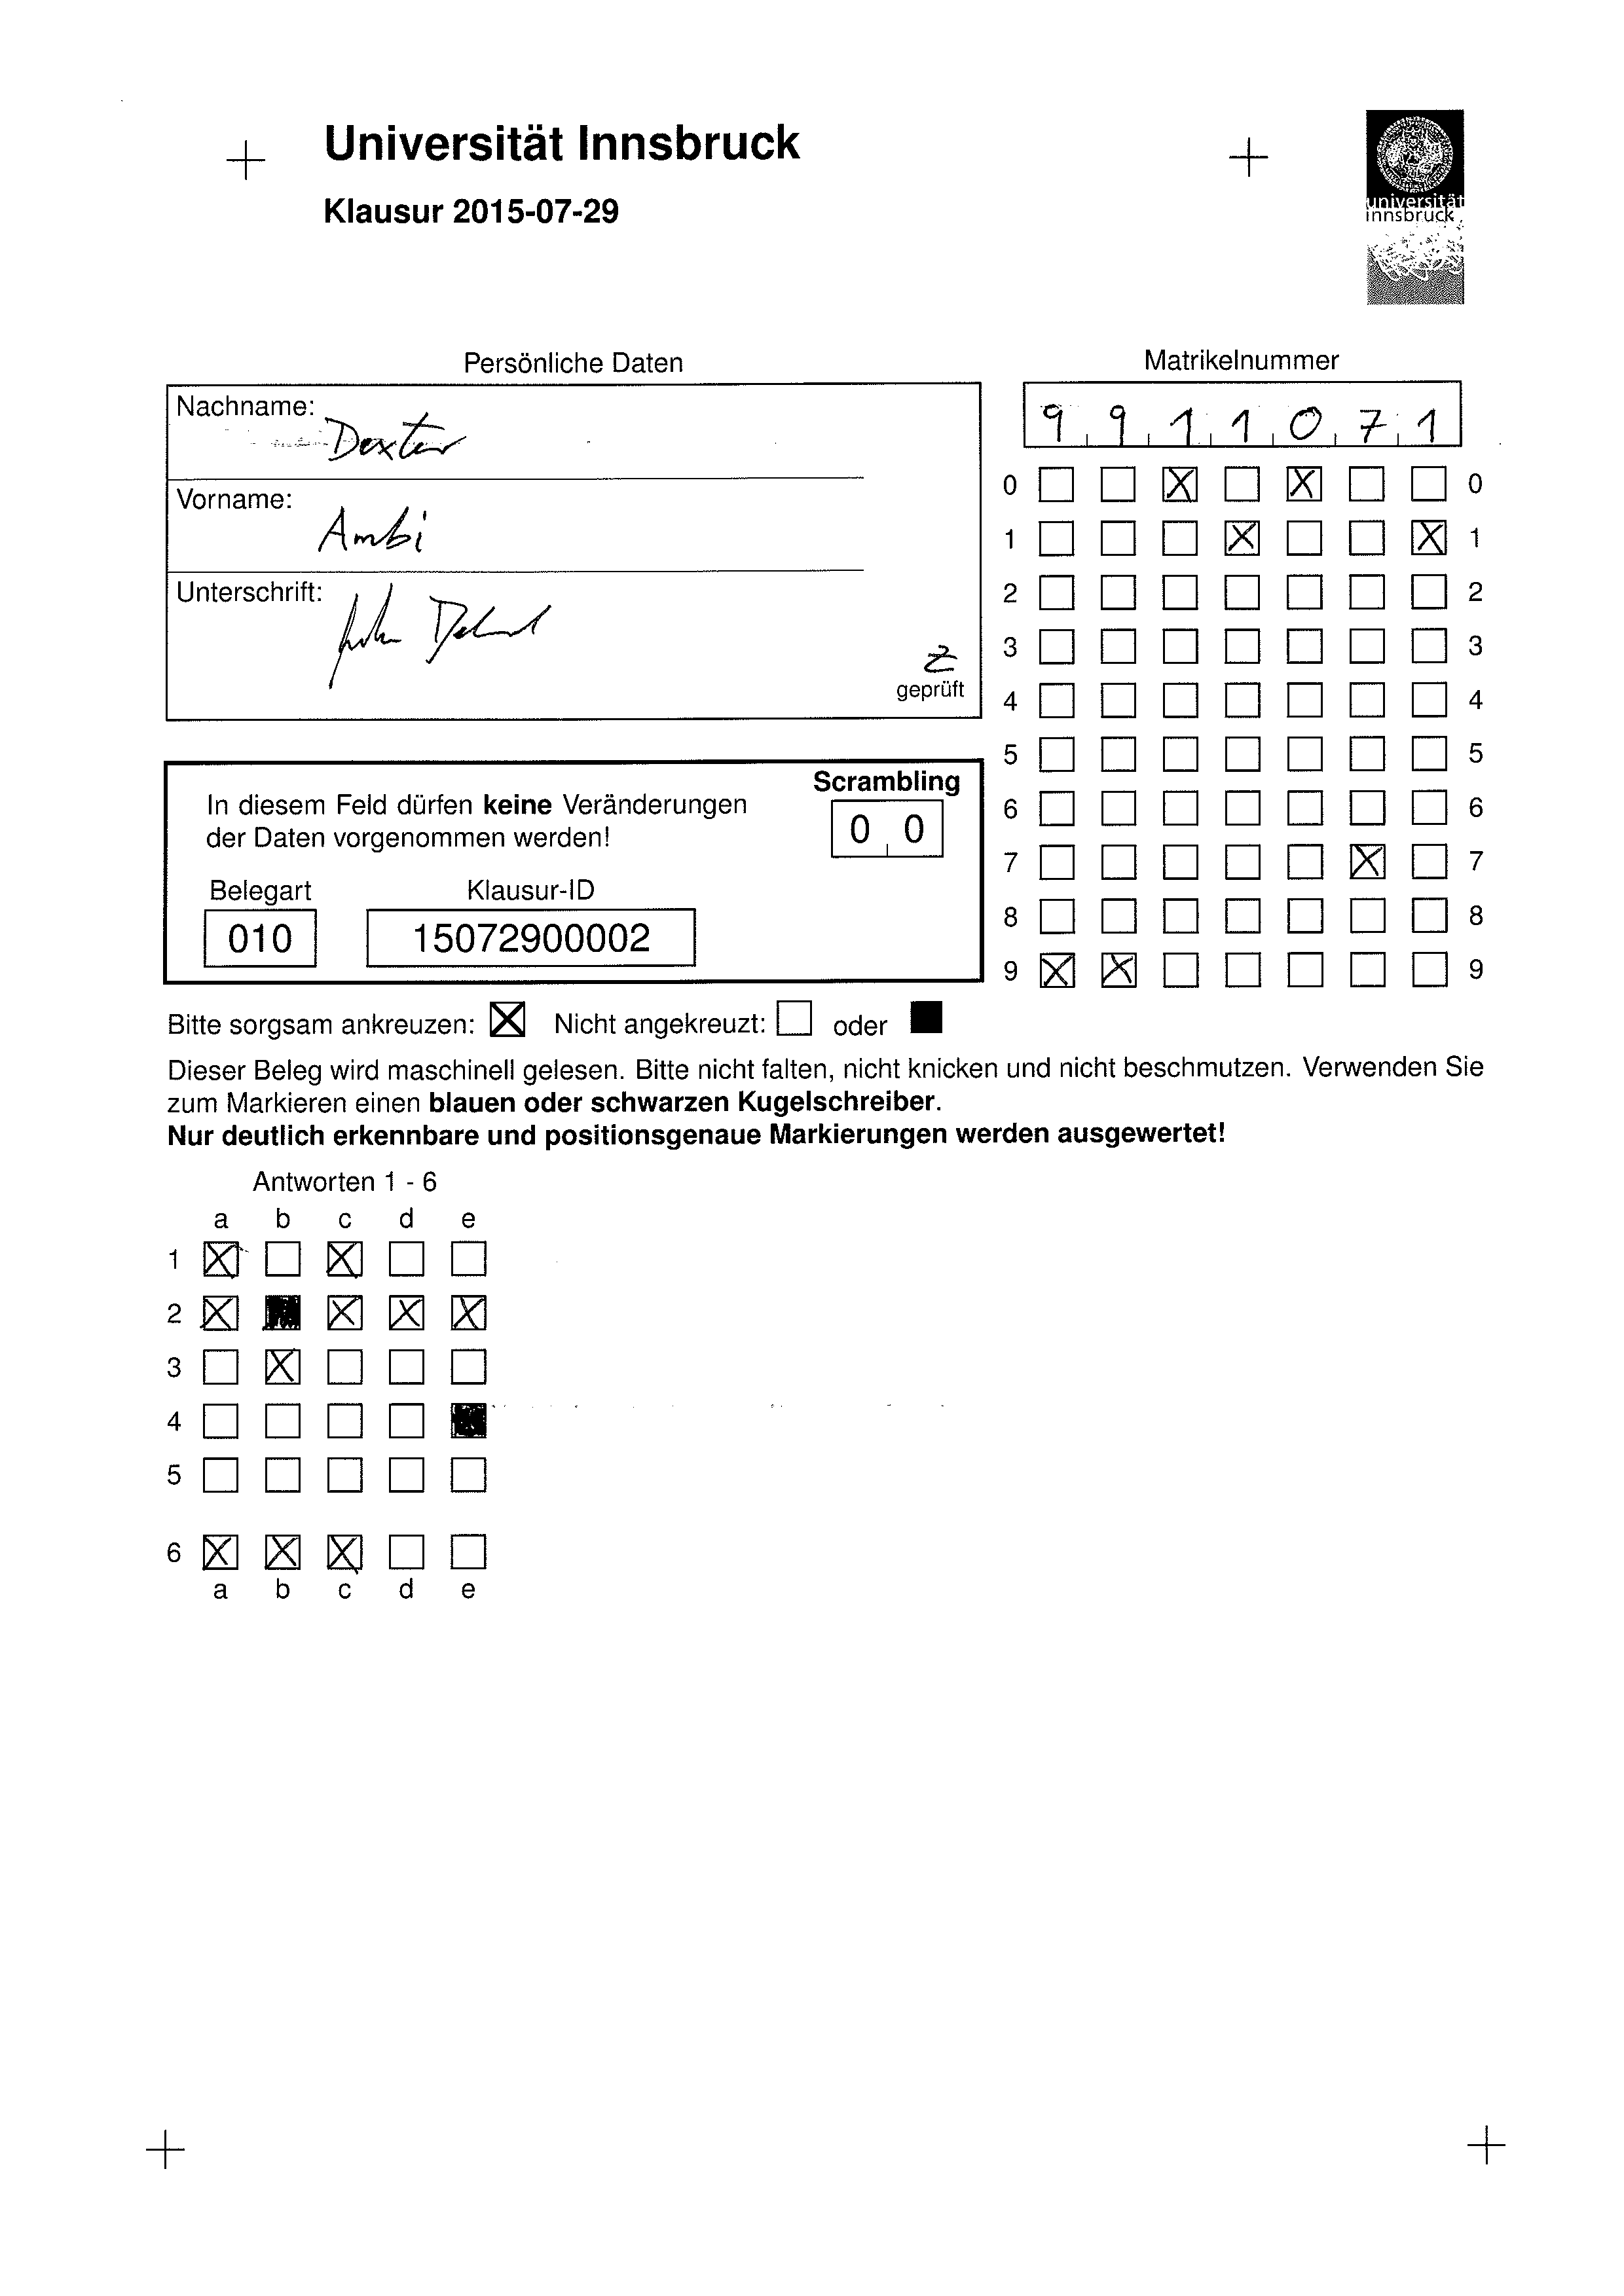 Universität Innsbruck
Klausur 2015-07-29
universität
innsbruck
Persönliche Daten
Matrikelnummer
Nachname: Dexter
Vorname: Ambi
Unterschrift:
geprüft
9 9 1 1 0 7 1
0 0
1 1
2 2
3 3
4 4
5 5
6 6
7 7
8 8
9 9
In diesem Feld dürfen keine Veränderungen
der Daten vorgenommen werden!
Scrambling
0 0
Belegart Klausur-ID
010 15072900002
Bitte sorgsam ankreuzen: Nicht angekreuzt: oder
Dieser Beleg wird maschinell gelesen. Bitte nicht falten, nicht knicken und nicht beschmutzen. Verwenden Sie
zum Markieren einen blauen oder schwarzen Kugelschreiber.
Nur deutlich erkennbare und positionsgenaue Markierungen werden ausgewertet!
Antworten 1 - 6
a b c d e
1
2
3
4
5
6
a b c d e